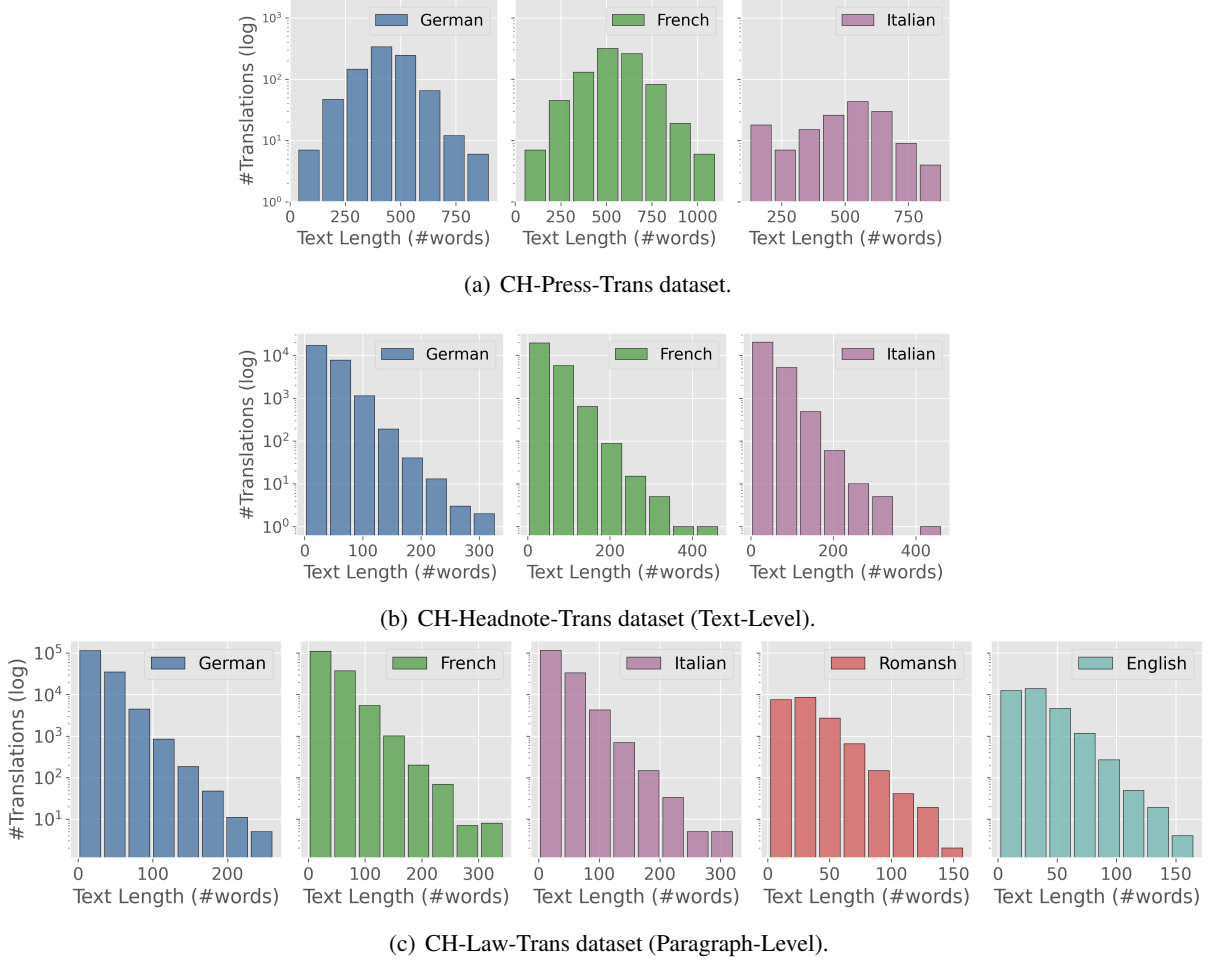 German
French
Italian
#Translations (log)
10³
10²
10¹
10⁰
0 250 500 750
0 250 500 750 1000
250 500 750
Text Length (#words)
Text Length (#words)
Text Length (#words)
(a) CH-Press-Trans dataset.
German
French
Italian
#Translations (log)
10⁴
10³
10²
10¹
10⁰
0 100 200 300
0 200 400
0 200 400
Text Length (#words)
Text Length (#words)
Text Length (#words)
(b) CH-Headnote-Trans dataset (Text-Level).
German
French
Italian
Romansh
English
#Translations (log)
10⁵
10⁴
10³
10²
10¹
0 100 200
0 100 200 300
0 100 200 300
0 50 100 150
0 50 100 150
Text Length (#words)
Text Length (#words)
Text Length (#words)
Text Length (#words)
Text Length (#words)
(c) CH-Law-Trans dataset (Paragraph-Level).